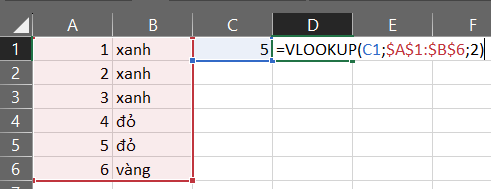 A B C D E F
1 1 xanh 5 =VLOOKUP(C1;$A$1:$B$6;2)
2 2 xanh
3 3 xanh
4 4 đỏ
5 5 đỏ
6 6 vàng